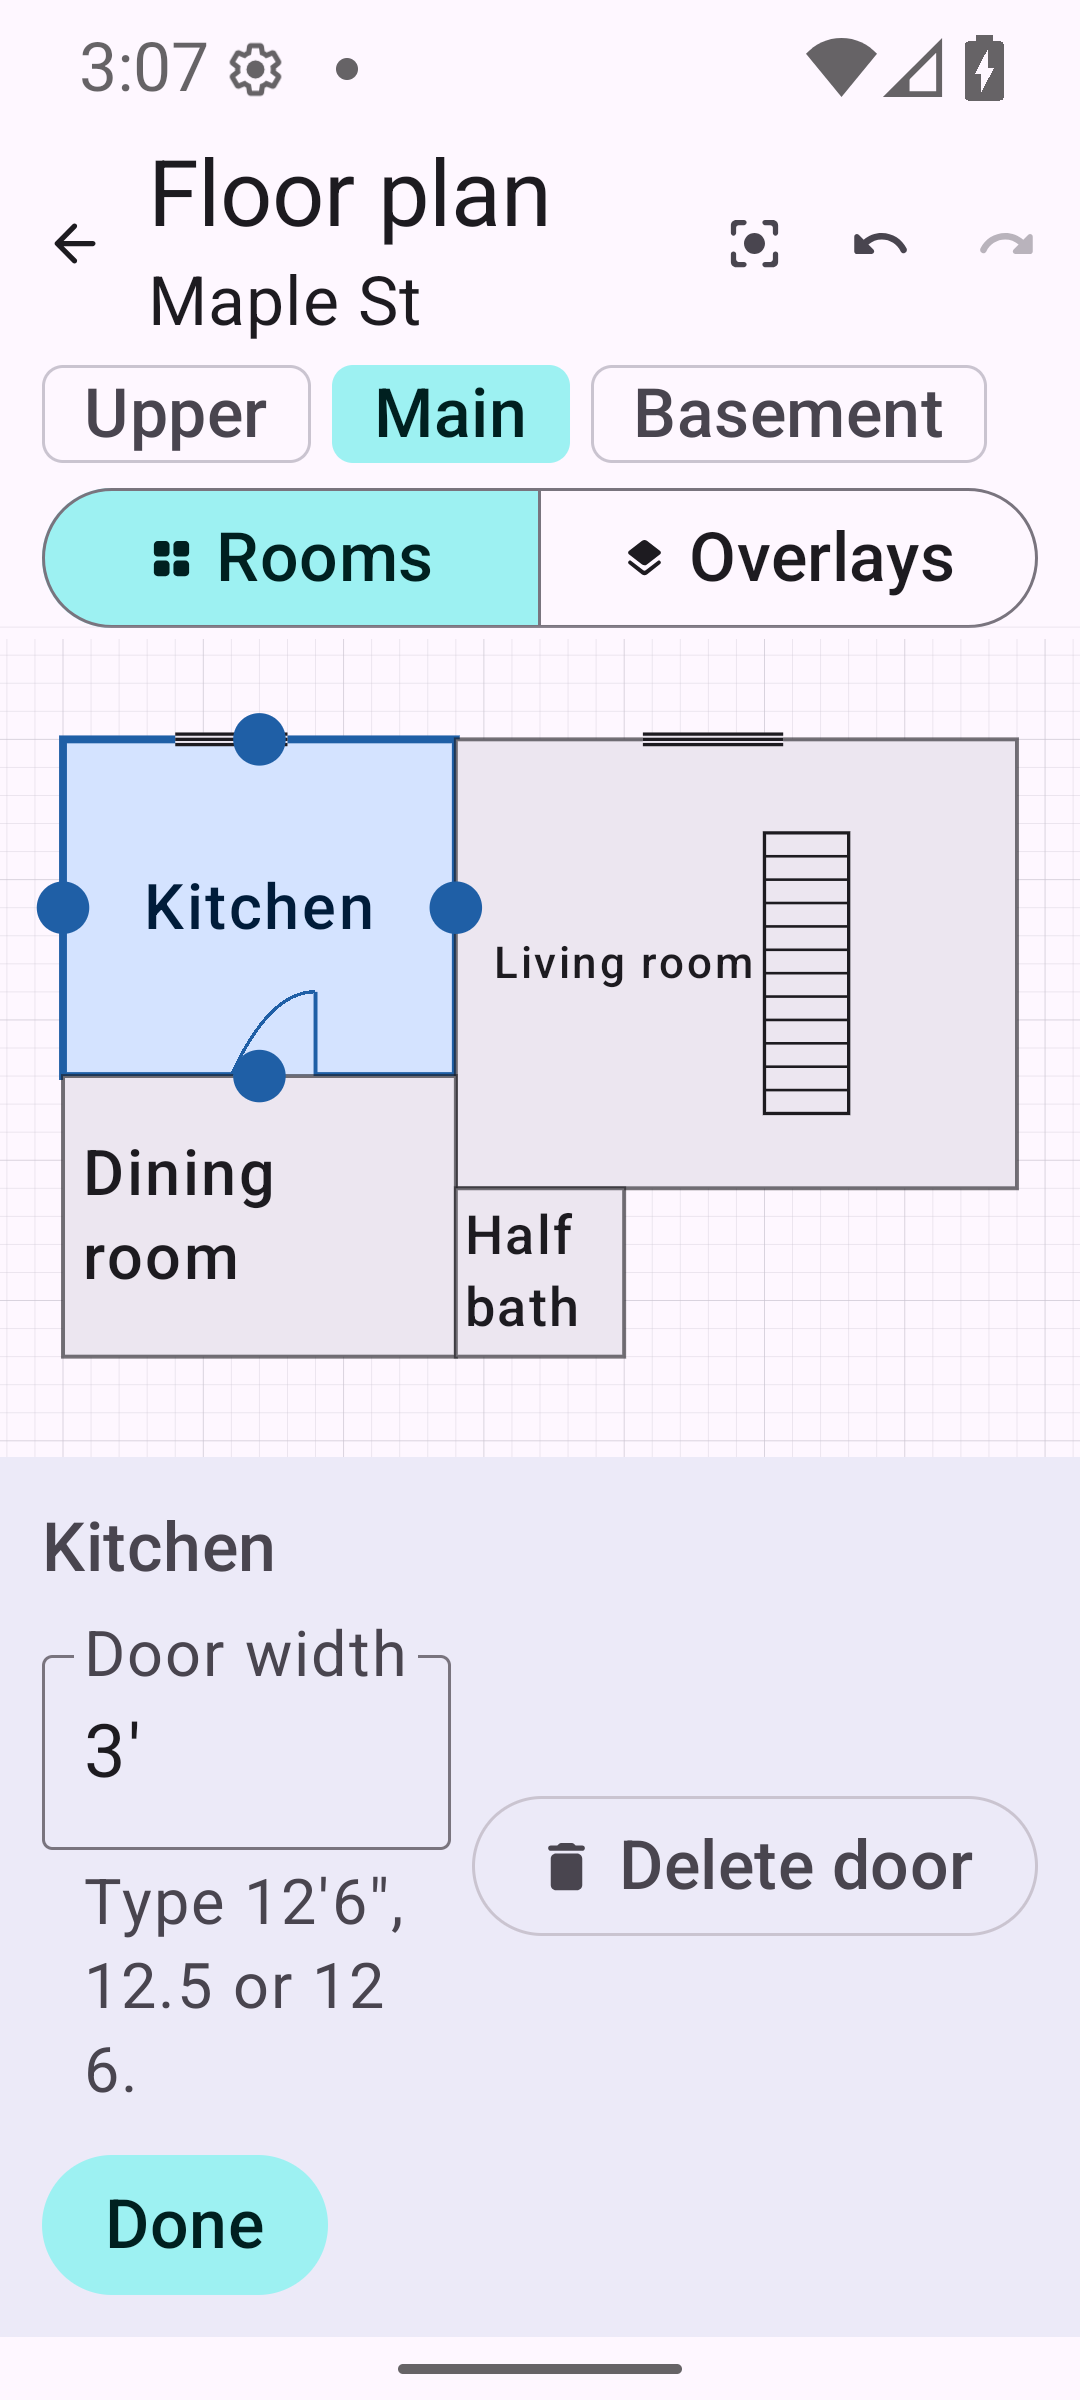 3:07
Floor plan
Maple St
Upper
Main
Basement
Rooms
Overlays
Kitchen
Living room
Dining
room
Half
bath
Kitchen
Door width
3'
Type 12'6",
12.5 or 12
6.
Delete door
Done